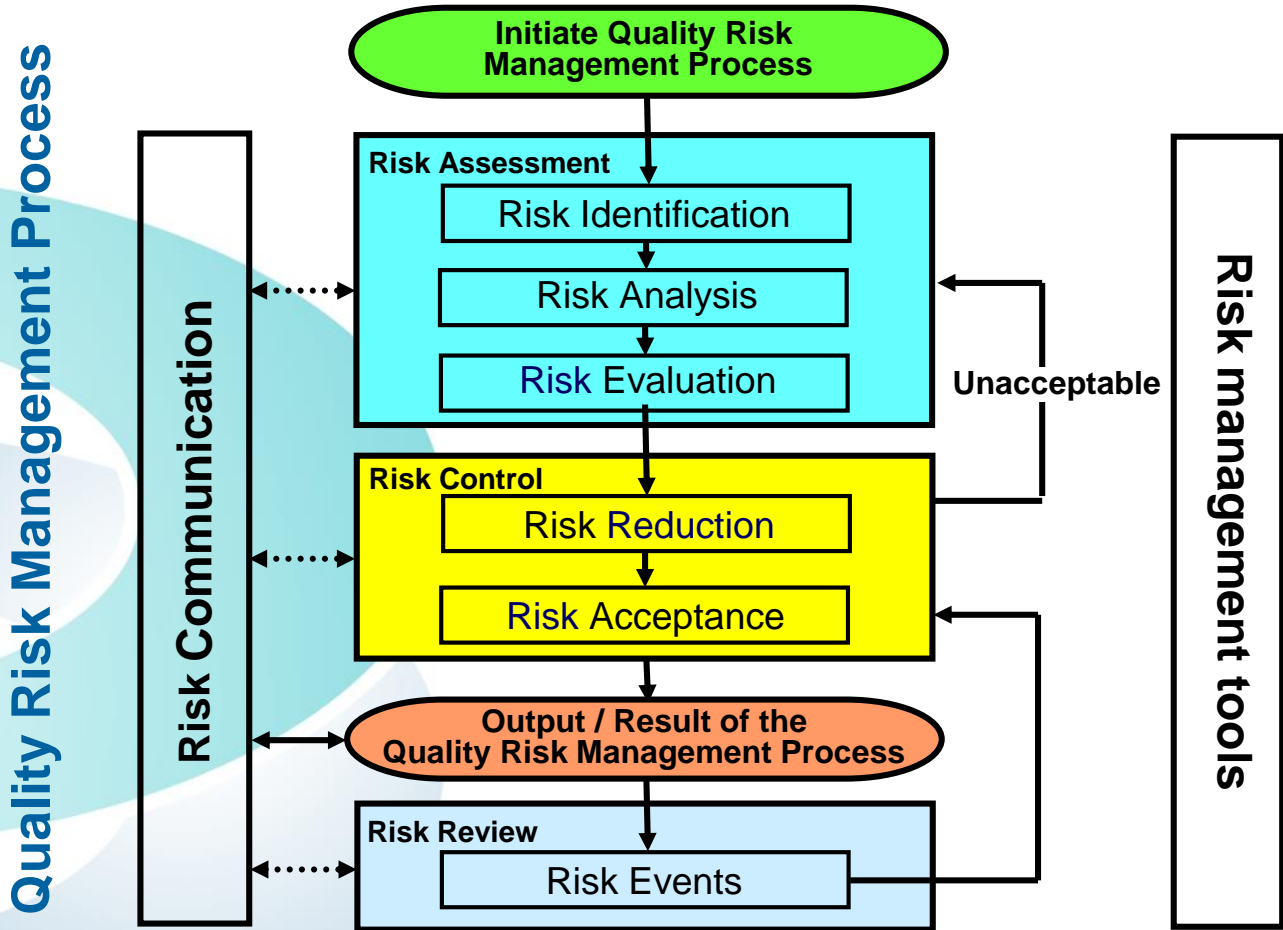 Quality Risk Management Process
Initiate Quality Risk
Management Process
Risk Communication
Risk Assessment
Risk Identification
Risk Analysis
Risk Evaluation
Unacceptable
Risk Control
Risk Reduction
Risk Acceptance
Output / Result of the
Quality Risk Management Process
Risk Review
Risk Events
Risk management tools